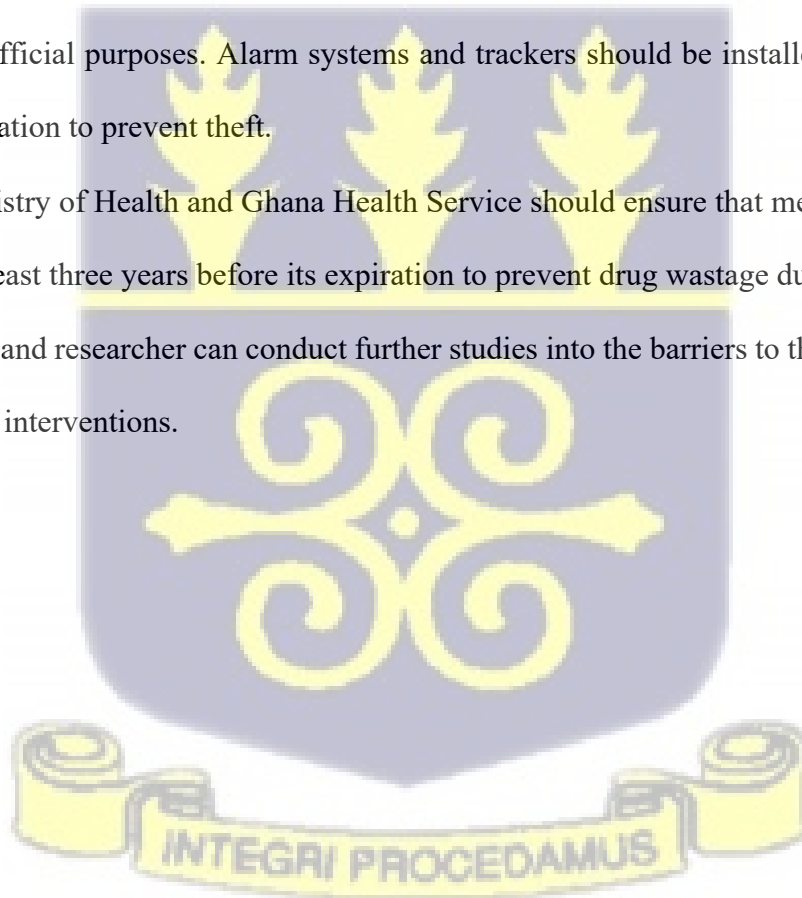 fficial purposes. Alarm systems and trackers should be install
ation to prevent theft.
istry of Health and Ghana Health Service should ensure that me
east three years before its expiration to prevent drug wastage du
and researcher can conduct further studies into the barriers to th
interventions.
INTEGRI PROCEDAMUS